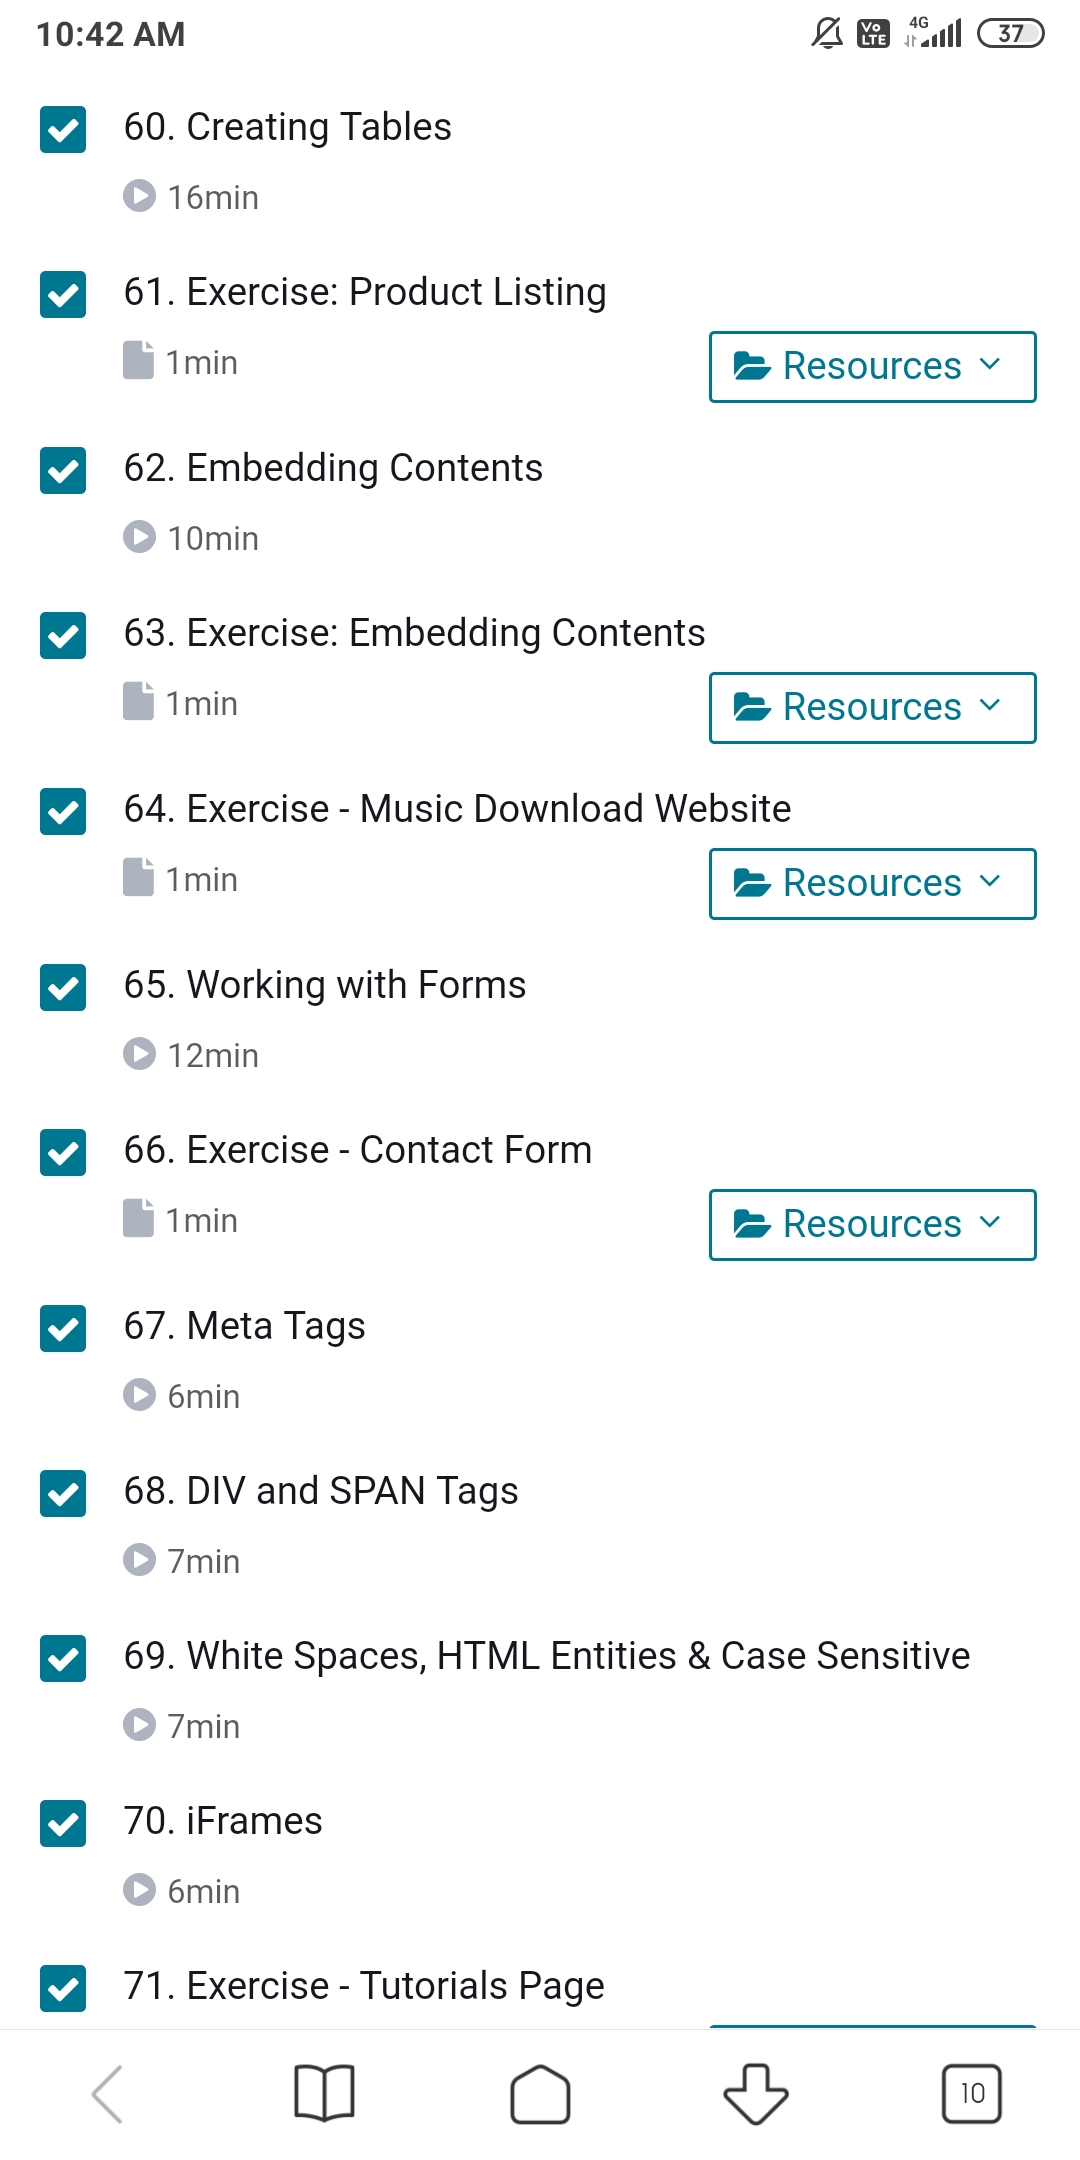 10:42 AM
Vo LTE 4G 37
60. Creating Tables
16min
61. Exercise: Product Listing
1min Resources
62. Embedding Contents
10min
63. Exercise: Embedding Contents
1min Resources
64. Exercise - Music Download Website
1min Resources
65. Working with Forms
12min
66. Exercise - Contact Form
1min Resources
67. Meta Tags
6min
68. DIV and SPAN Tags
7min
69. White Spaces, HTML Entities & Case Sensitive
7min
70. iFrames
6min
71. Exercise - Tutorials Page
10